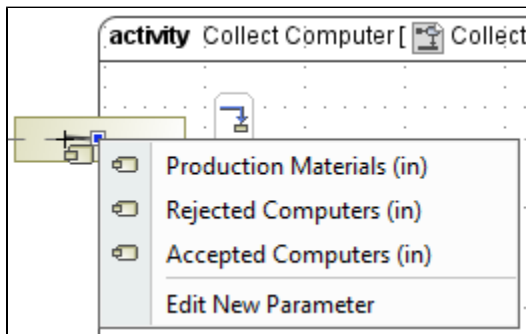 activity Collect Computer [ Collect
Production Materials (in)
Rejected Computers (in)
Accepted Computers (in)
Edit New Parameter